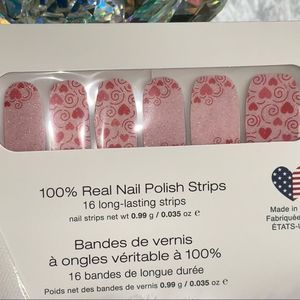 100% Real Nail Polish Strips
16 long-lasting strips
nail strips net wt 0.99 g / 0.035 oz ℮
Made in
Fabriquée
ÉTATS-U
Bandes de vernis
à ongles véritable à 100%
16 bandes de longue durée
Poids net des bandes de vernis 0.99 g / 0.035 oz ℮